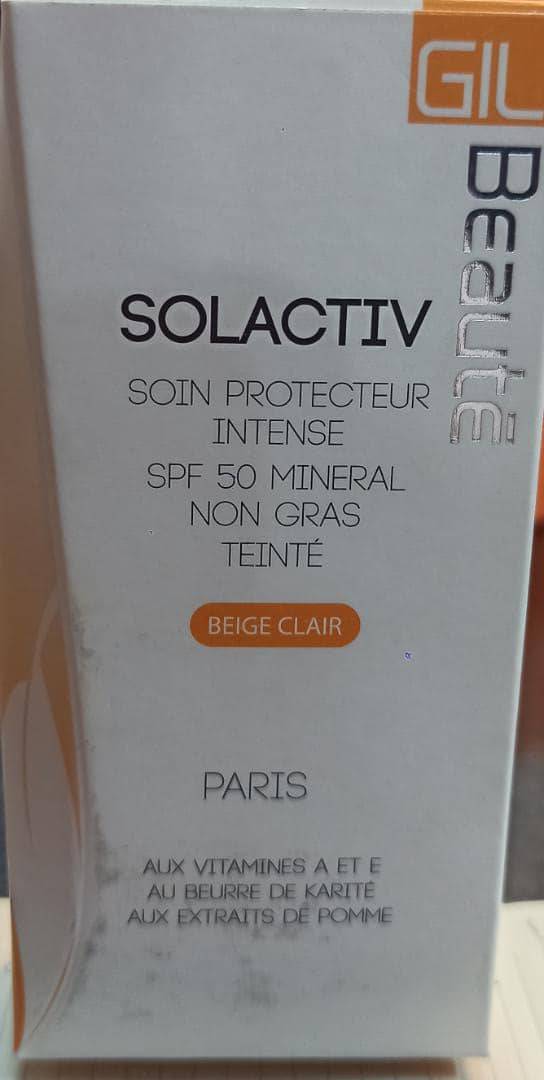 GIL
Beauté
SOLACTIV
SOIN PROTECTEUR
INTENSE
SPF 50 MINERAL
NON GRAS
TEINTÉ
BEIGE CLAIR
PARIS
AUX VITAMINES A ET E
AU BEURRE DE KARITÉ
AUX EXTRAITS DE POMME